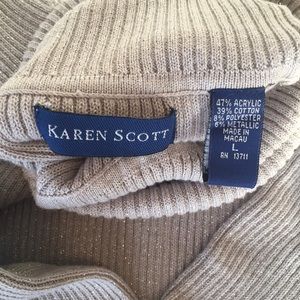 KAREN SCOTT
47% ACRYLIC
39% COTTON
8% POLYESTER
6% METALLIC
MADE IN
MACAU
L
RN 13711